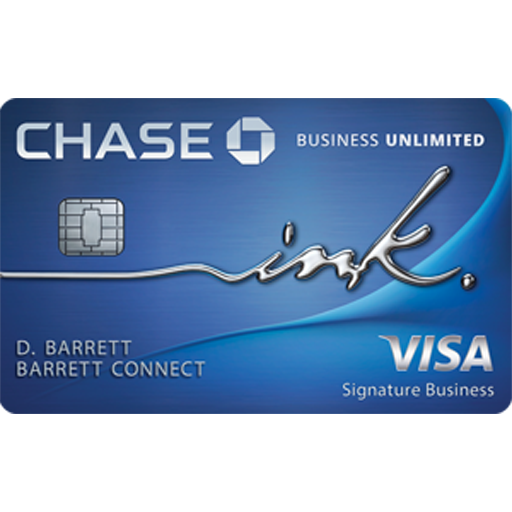 CHASE BUSINESS UNLIMITED
ink.
D. BARRETT
BARRETT CONNECT
VISA
Signature Business